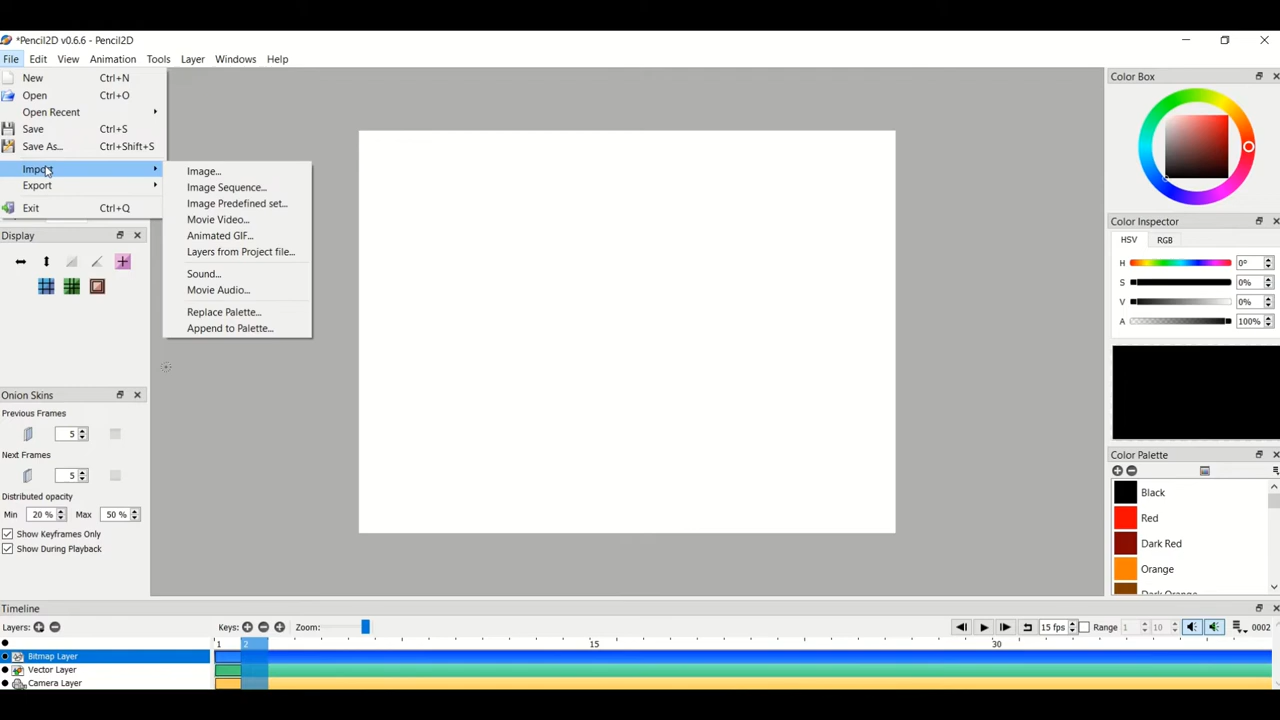 *Pencil2D v0.6.6 - Pencil2D
File Edit View Animation Tools Layer Windows Help
New Ctrl+N
Open Ctrl+O
Open Recent
Save Ctrl+S
Save As... Ctrl+Shift+S
Import
Export
Exit Ctrl+Q
Image...
Image Sequence...
Image Predefined set...
Movie Video...
Animated GIF...
Layers from Project file...
Sound...
Movie Audio...
Replace Palette...
Append to Palette...
Display
Onion Skins
Previous Frames
5
Next Frames
5
Distributed opacity
Min 20 % Max 50 %
Show Keyframes Only
Show During Playback
Color Box
Color Inspector
HSV RGB
H 0°
S 0%
V 0%
A 100%
Color Palette
Black
Red
Dark Red
Orange
Dark Orange
Timeline
Layers: Keys: Zoom: 15 fps Range 1 10 0002
1 2 15 30
Bitmap Layer
Vector Layer
Camera Layer